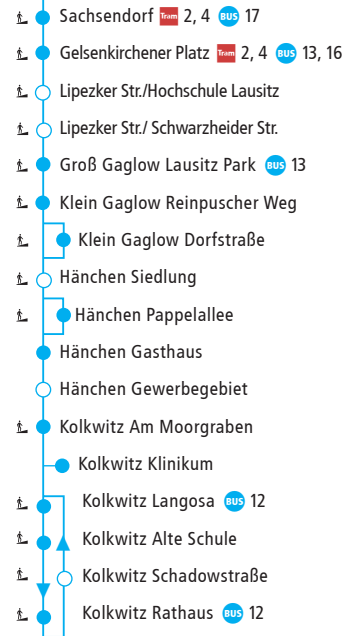 Sachsendorf Tram 2, 4 BUS 17
Gelsenkirchener Platz Tram 2, 4 BUS 13, 16
Lipezker Str./Hochschule Lausitz
Lipezker Str./ Schwarzheider Str.
Groß Gaglow Lausitz Park BUS 13
Klein Gaglow Reinpuscher Weg
Klein Gaglow Dorfstraße
Hänchen Siedlung
Hänchen Pappelallee
Hänchen Gasthaus
Hänchen Gewerbegebiet
Kolkwitz Am Moorgraben
Kolkwitz Klinikum
Kolkwitz Langosa BUS 12
Kolkwitz Alte Schule
Kolkwitz Schadowstraße
Kolkwitz Rathaus BUS 12